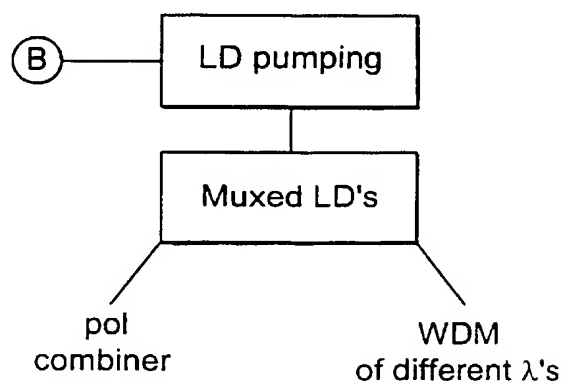 B
LD pumping
Muxed LD's
pol
combiner
WDM
of different λ's